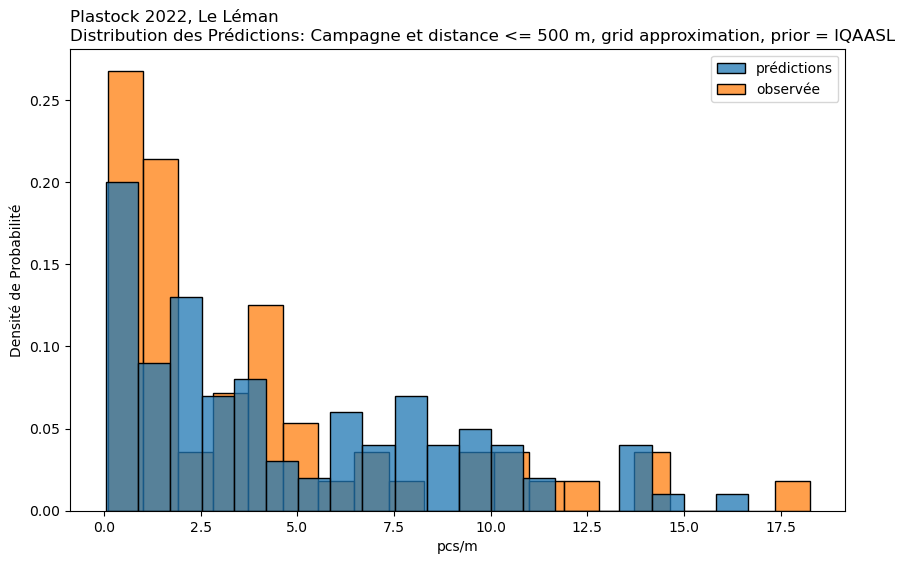 Plastock 2022, Le Léman
Distribution des Prédictions: Campagne et distance <= 500 m, grid approximation, prior = IQAASL
prédictions
observée
Densité de Probabilité
0.25
0.20
0.15
0.10
0.05
0.00
0.0 2.5 5.0 7.5 10.0 12.5 15.0 17.5
pcs/m